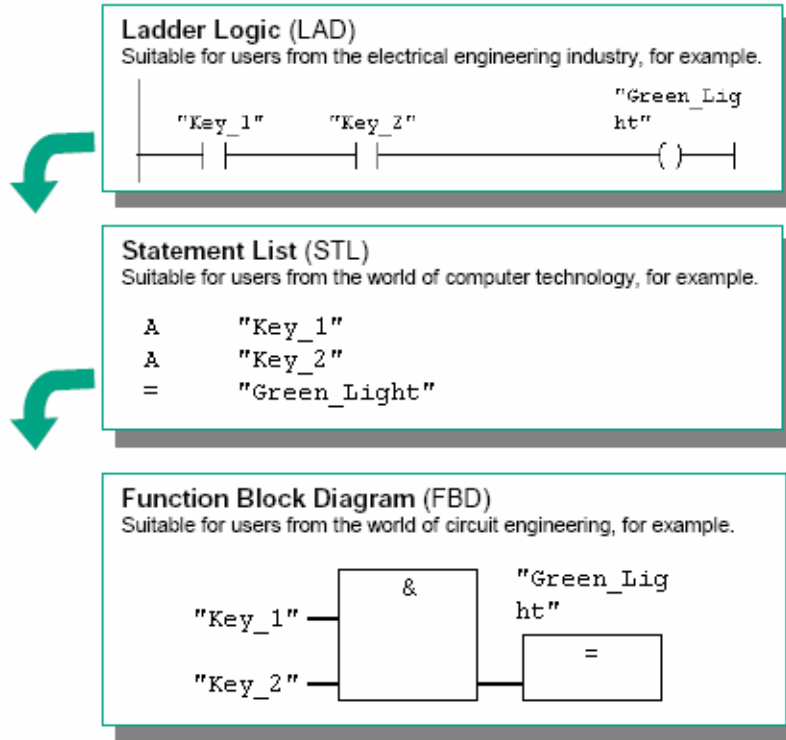 Ladder Logic (LAD)
Suitable for users from the electrical engineering industry, for example.
"Key_1" "Key_2" "Green_Lig
ht"
( )
Statement List (STL)
Suitable for users from the world of computer technology, for example.
A "Key_1"
A "Key_2"
= "Green_Light"
Function Block Diagram (FBD)
Suitable for users from the world of circuit engineering, for example.
& "Green_Lig
ht"
"Key_1"
=
"Key_2"